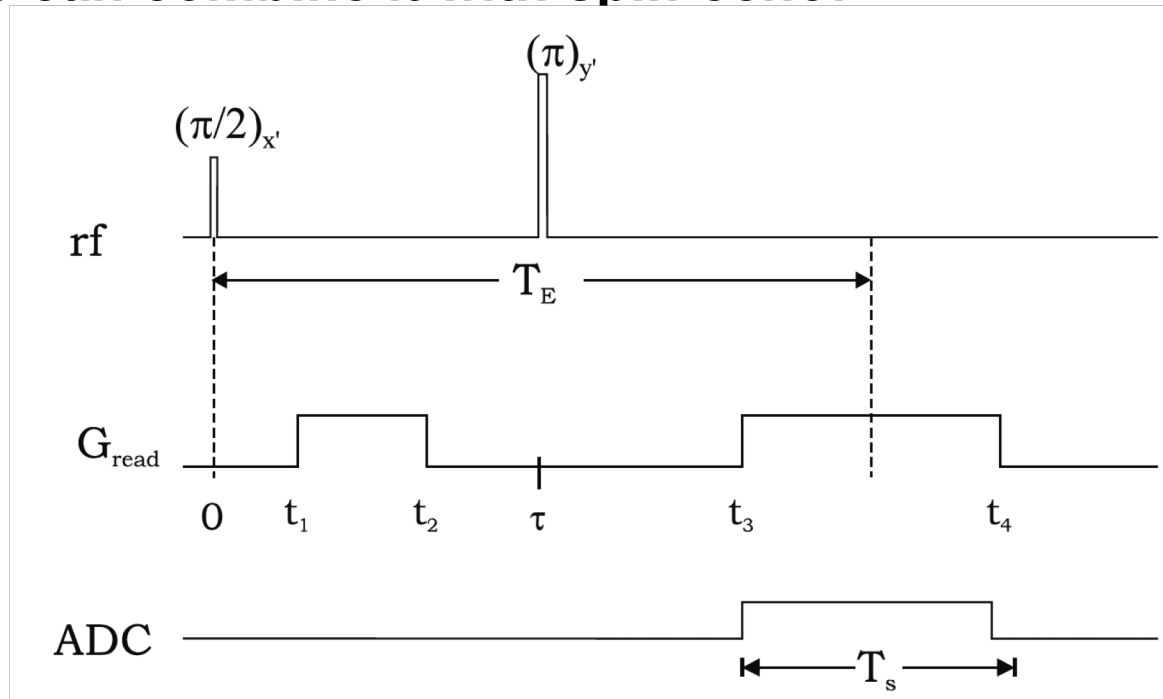 (π)y'
(π/2)x'
rf
TE
Gread
0 t1 t2 τ t3 t4
ADC
Ts